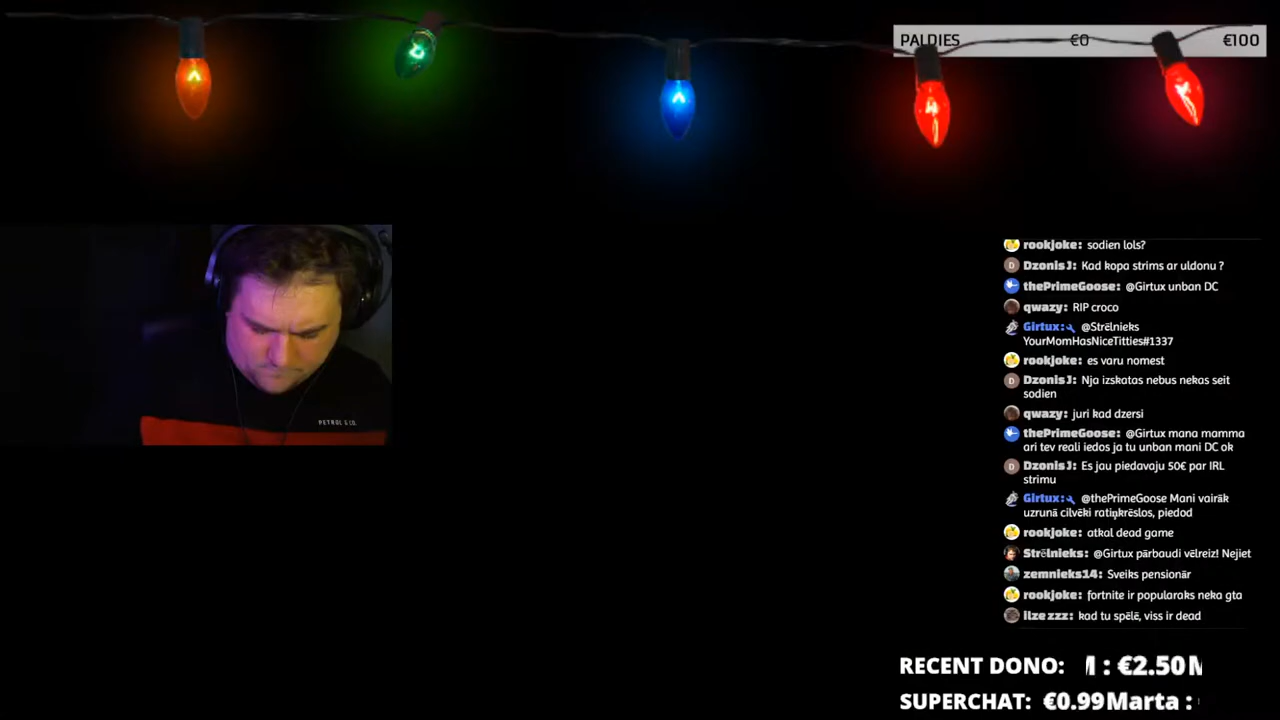 PALDIES €0 €100
rookjoke: sodien lols?
DzonisJ: Kad kopa strims ar uldonu ?
thePrimeGoose: @Girtux unban DC
qwazy: RIP croco
Girtux: @Strēlnieks
YourMomHasNiceTitties#1337
rookjoke: es varu nomest
DzonisJ: Nja izskatas nebus nekas seit
sodien
qwazy: juri kad dzersi
thePrimeGoose: @Girtux mana mamma
ari tev reali iedos ja tu unban mani DC ok
DzonisJ: Es jau piedavaju 50€ par IRL
strimu
Girtux: @thePrimeGoose Mani vairāk
uzrunā cilvēki ratiņkrēslos, piedod
rookjoke: atkal dead game
Strēlnieks: @Girtux pārbaudi vēlreiz! Nejiet
zemnieks14: Sveiks pensionār
rookjoke: fortnite ir popularaks neka gta
ilze zzz: kad tu spēlē, viss ir dead
PETROL & CO.
RECENT DONO: : €2.50
SUPERCHAT: €0.99 Marta :